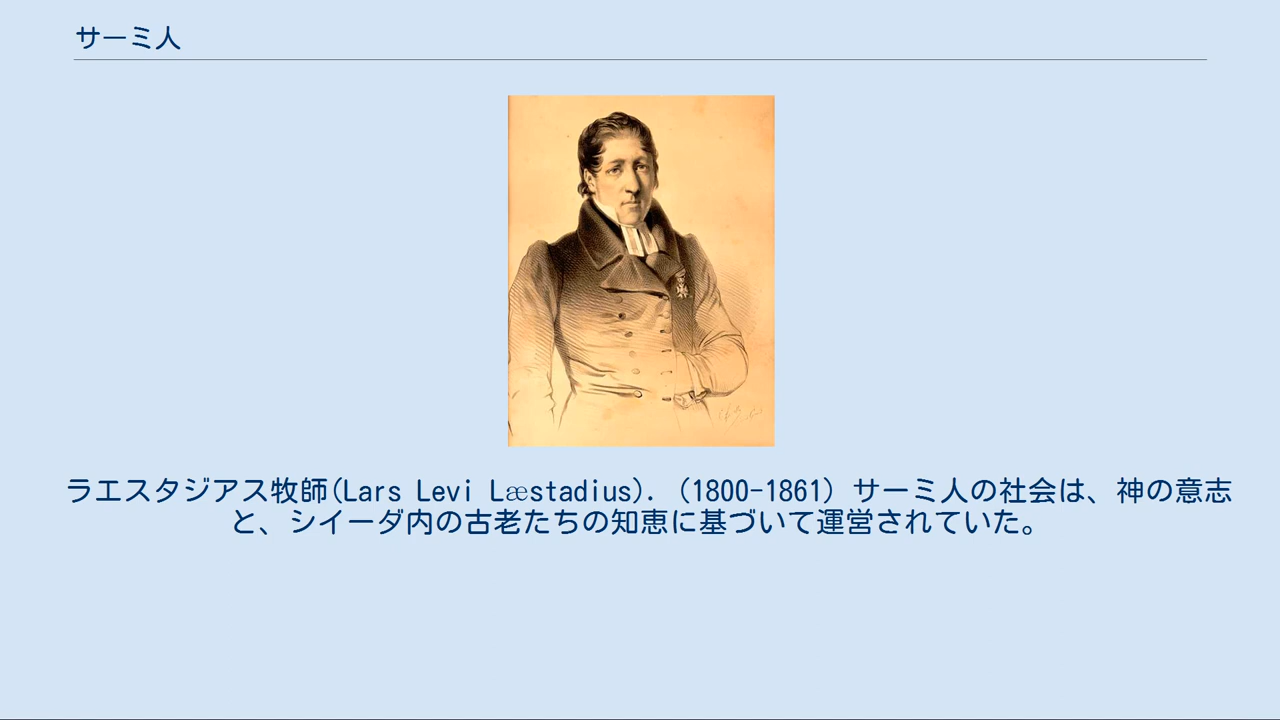 サーミ人
ラエスタジアス牧師(Lars Levi Læstadius). (1800-1861) サーミ人の社会は、神の意志
と、シイーダ内の古老たちの知恵に基づいて運営されていた。